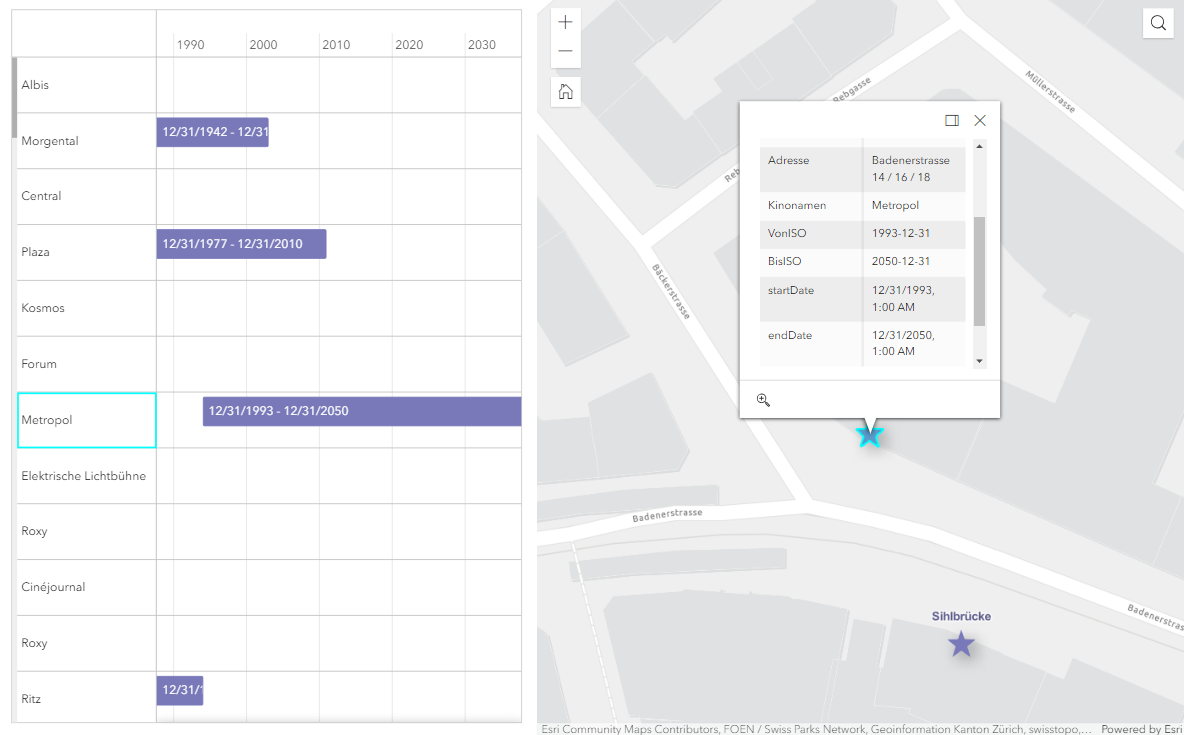 1990 2000 2010 2020 2030
Albis
Morgental 12/31/1942 - 12/31
Central
Plaza 12/31/1977 - 12/31/2010
Kosmos
Forum
Metropol 12/31/1993 - 12/31/2050
Elektrische Lichtbühne
Roxy
Cinéjournal
Roxy
Ritz 12/31/1
Rebgasse
Müllerstrasse
Reb
Adresse Badenerstrasse
14 / 16 / 18
Kinonamen Metropol
VonISO 1993-12-31
BisISO 2050-12-31
startDate 12/31/1993,
1:00 AM
endDate 12/31/2050,
1:00 AM
Bäckerstrasse
Badenerstrasse
Badenerstrass
Sihlbrücke
Esri Community Maps Contributors, FOEN / Swiss Parks Network, Geoinformation Kanton Zürich, swisstopo,... Powered by Esri